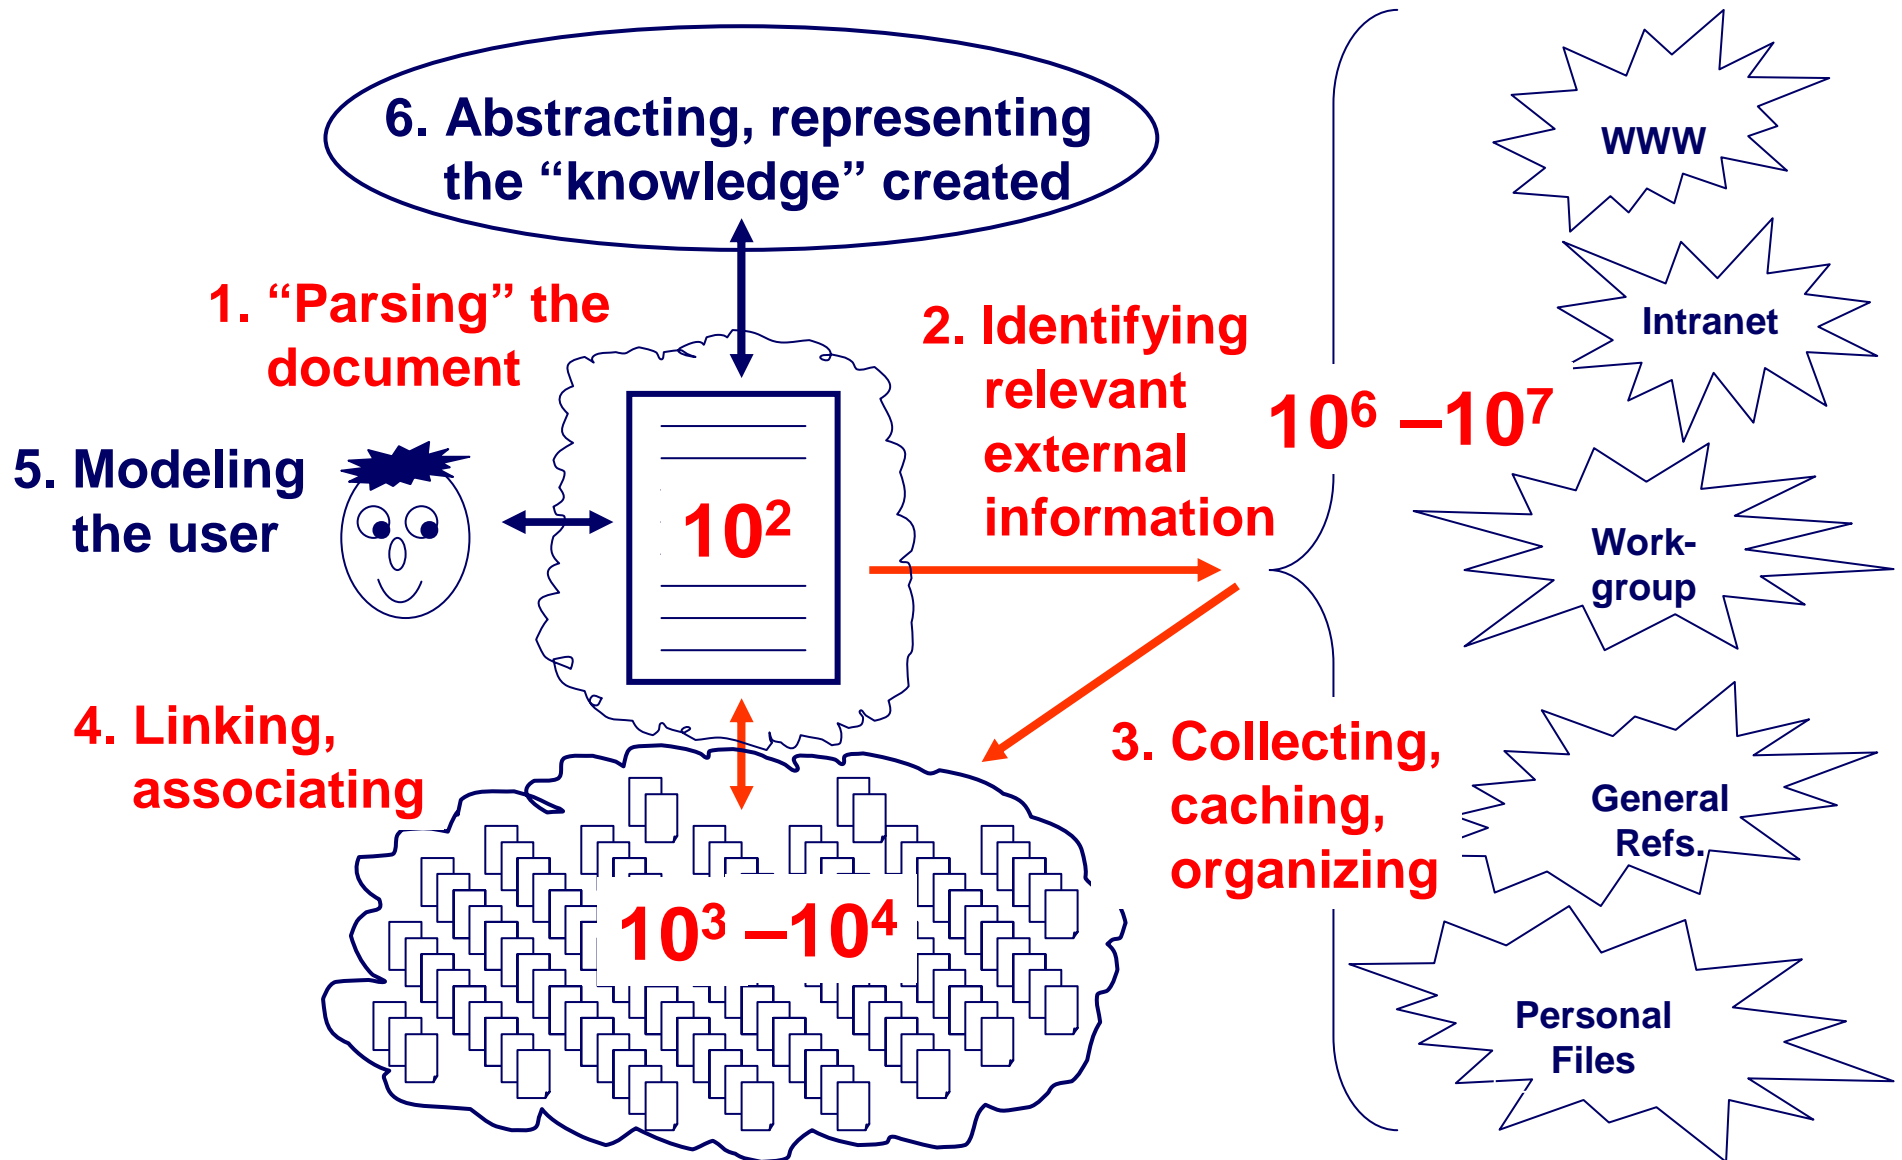 6. Abstracting, representing
the “knowledge” created
1. “Parsing” the
document
2. Identifying
relevant
external
information
10⁶ –10⁷
5. Modeling
the user
10²
4. Linking,
associating
3. Collecting,
caching,
organizing
10³ –10⁴
WWW
Intranet
Work-
group
General
Refs.
Personal
Files